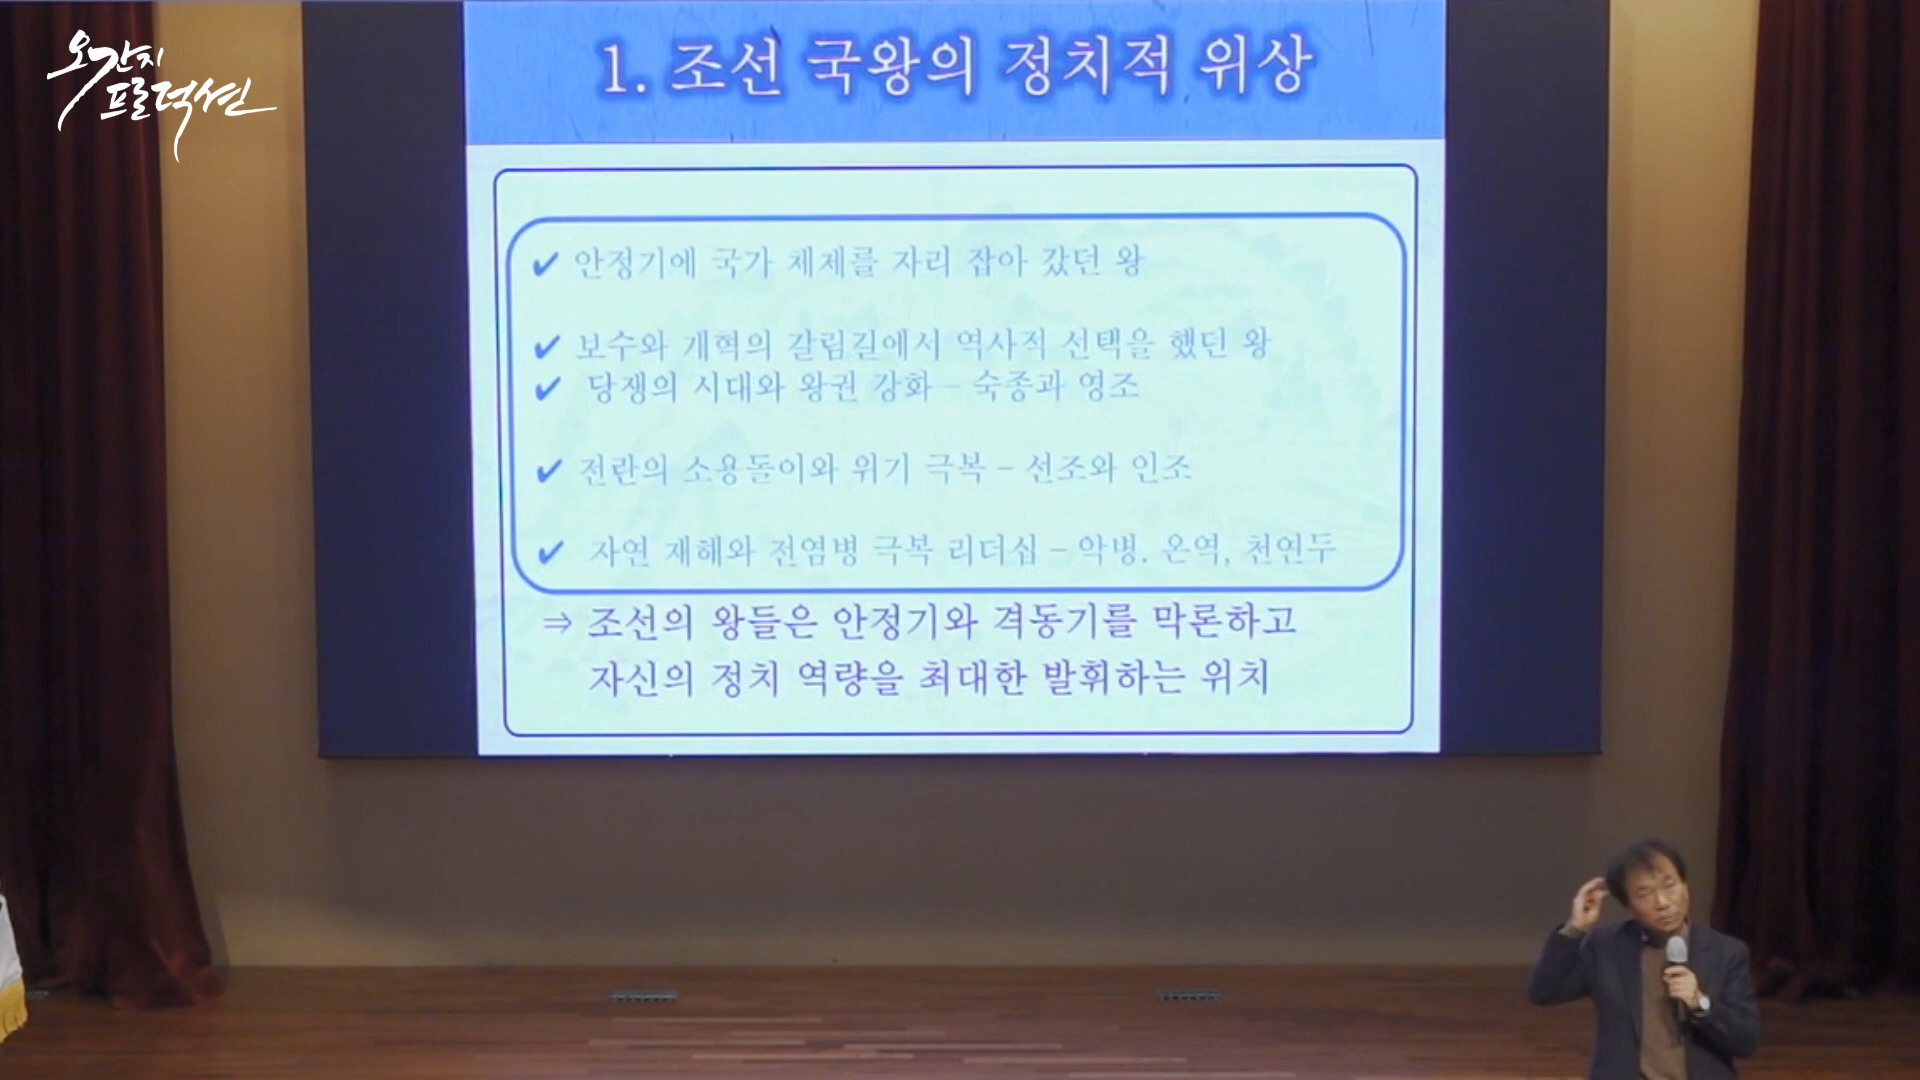 오간지
프로덕션
1. 조선 국왕의 정치적 위상
✔ 안정기에 국가 체제를 자리 잡아 갔던 왕
✔ 보수와 개혁의 갈림길에서 역사적 선택을 했던 왕
✔ 당쟁의 시대와 왕권 강화 – 숙종과 영조
✔ 전란의 소용돌이와 위기 극복 – 선조와 인조
✔ 자연 재해와 전염병 극복 리더십 – 악병. 온역, 천연두
⇒ 조선의 왕들은 안정기와 격동기를 막론하고
자신의 정치 역량을 최대한 발휘하는 위치